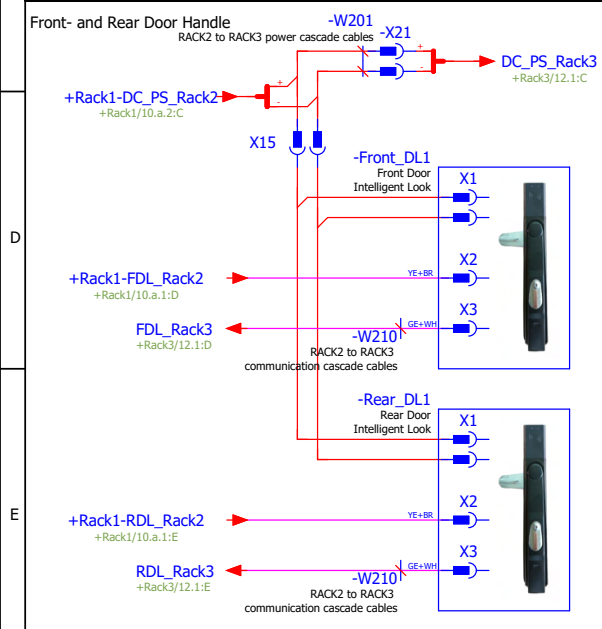 Front- and Rear Door Handle
-W201
RACK2 to RACK3 power cascade cables
-X21
+
-
DC_PS_Rack3
+Rack3/12.1:C
+Rack1-DC_PS_Rack2
+Rack1/10.a.2:C
+
-
X15
-Front_DL1
Front Door
Intelligent Look
X1
D
+Rack1-FDL_Rack2
+Rack1/10.a.1:D
YE+BR
X2
FDL_Rack3
+Rack3/12.1:D
GE+WH
X3
-W210
RACK2 to RACK3
communication cascade cables
-Rear_DL1
Rear Door
Intelligent Look
X1
E
+Rack1-RDL_Rack2
+Rack1/10.a.1:E
YE+BR
X2
RDL_Rack3
+Rack3/12.1:E
GE+WH
X3
-W210
RACK2 to RACK3
communication cascade cables